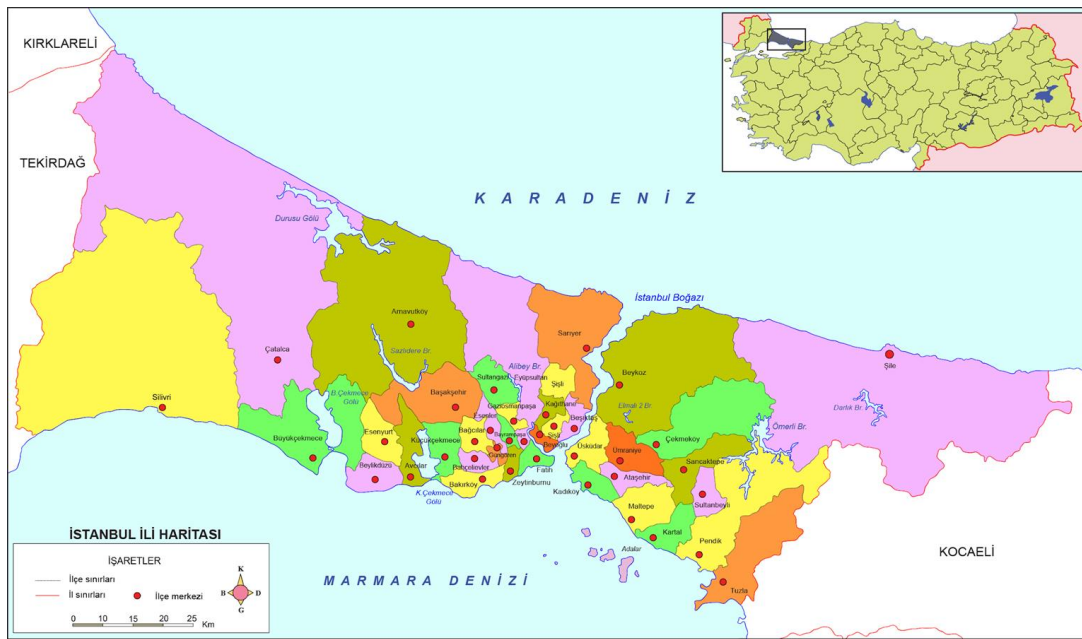 KIRKLARELİ
TEKİRDAĞ
K A R A D E N İ Z
Durusu Gölü
İstanbul Boğazı
Arnavutköy
Sazlıdere Br.
Sarıyer
Çatalca
Alibey Br.
Eyüpsultan
Şile
Silivri
B.Çekmece
Gölü
Başakşehir
Sultangazi
Şişli
Beykoz
Elmalı 2 Br.
Darlık Br.
Ömerli Br.
Gaziosmanpaşa
Kağıthane
Beşiktaş
Büyükçekmece
Esenyurt
Küçükçekmece
Esenler
Bağcılar
Bayrampaşa
Şişli
Beyoğlu
Üsküdar
Ümraniye
Çekmeköy
Sancaktepe
Beylikdüzü
Avcılar
Bahçelievler
Güngören
Fatih
Ataşehir
Sultanbeyli
K.Çekmece
Gölü
Bakırköy
Zeytinburnu
Kadıköy
Maltepe
Kartal
Pendik
Adalar
Tuzla
KOCAELİ
M A R M A R A   D E N İ Z İ
İSTANBUL İLİ HARİTASI
İŞARETLER
İlçe sınırları
İl sınırları
İlçe merkezi
K
B
D
G
0 10 15 20 25
Km